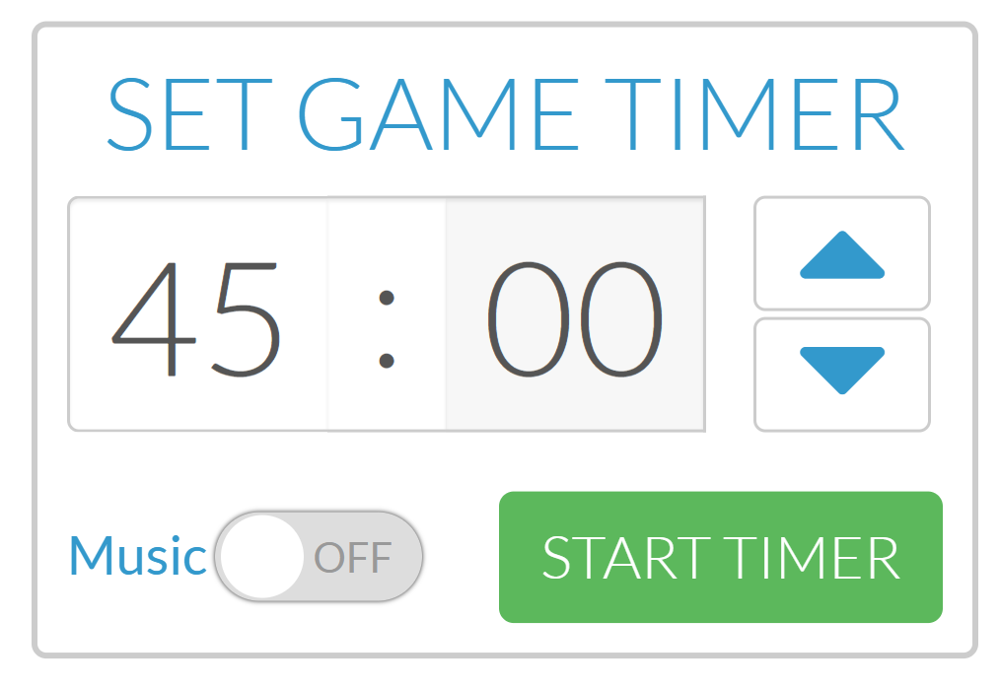 SET GAME TIMER
45 : 00
Music OFF
START TIMER